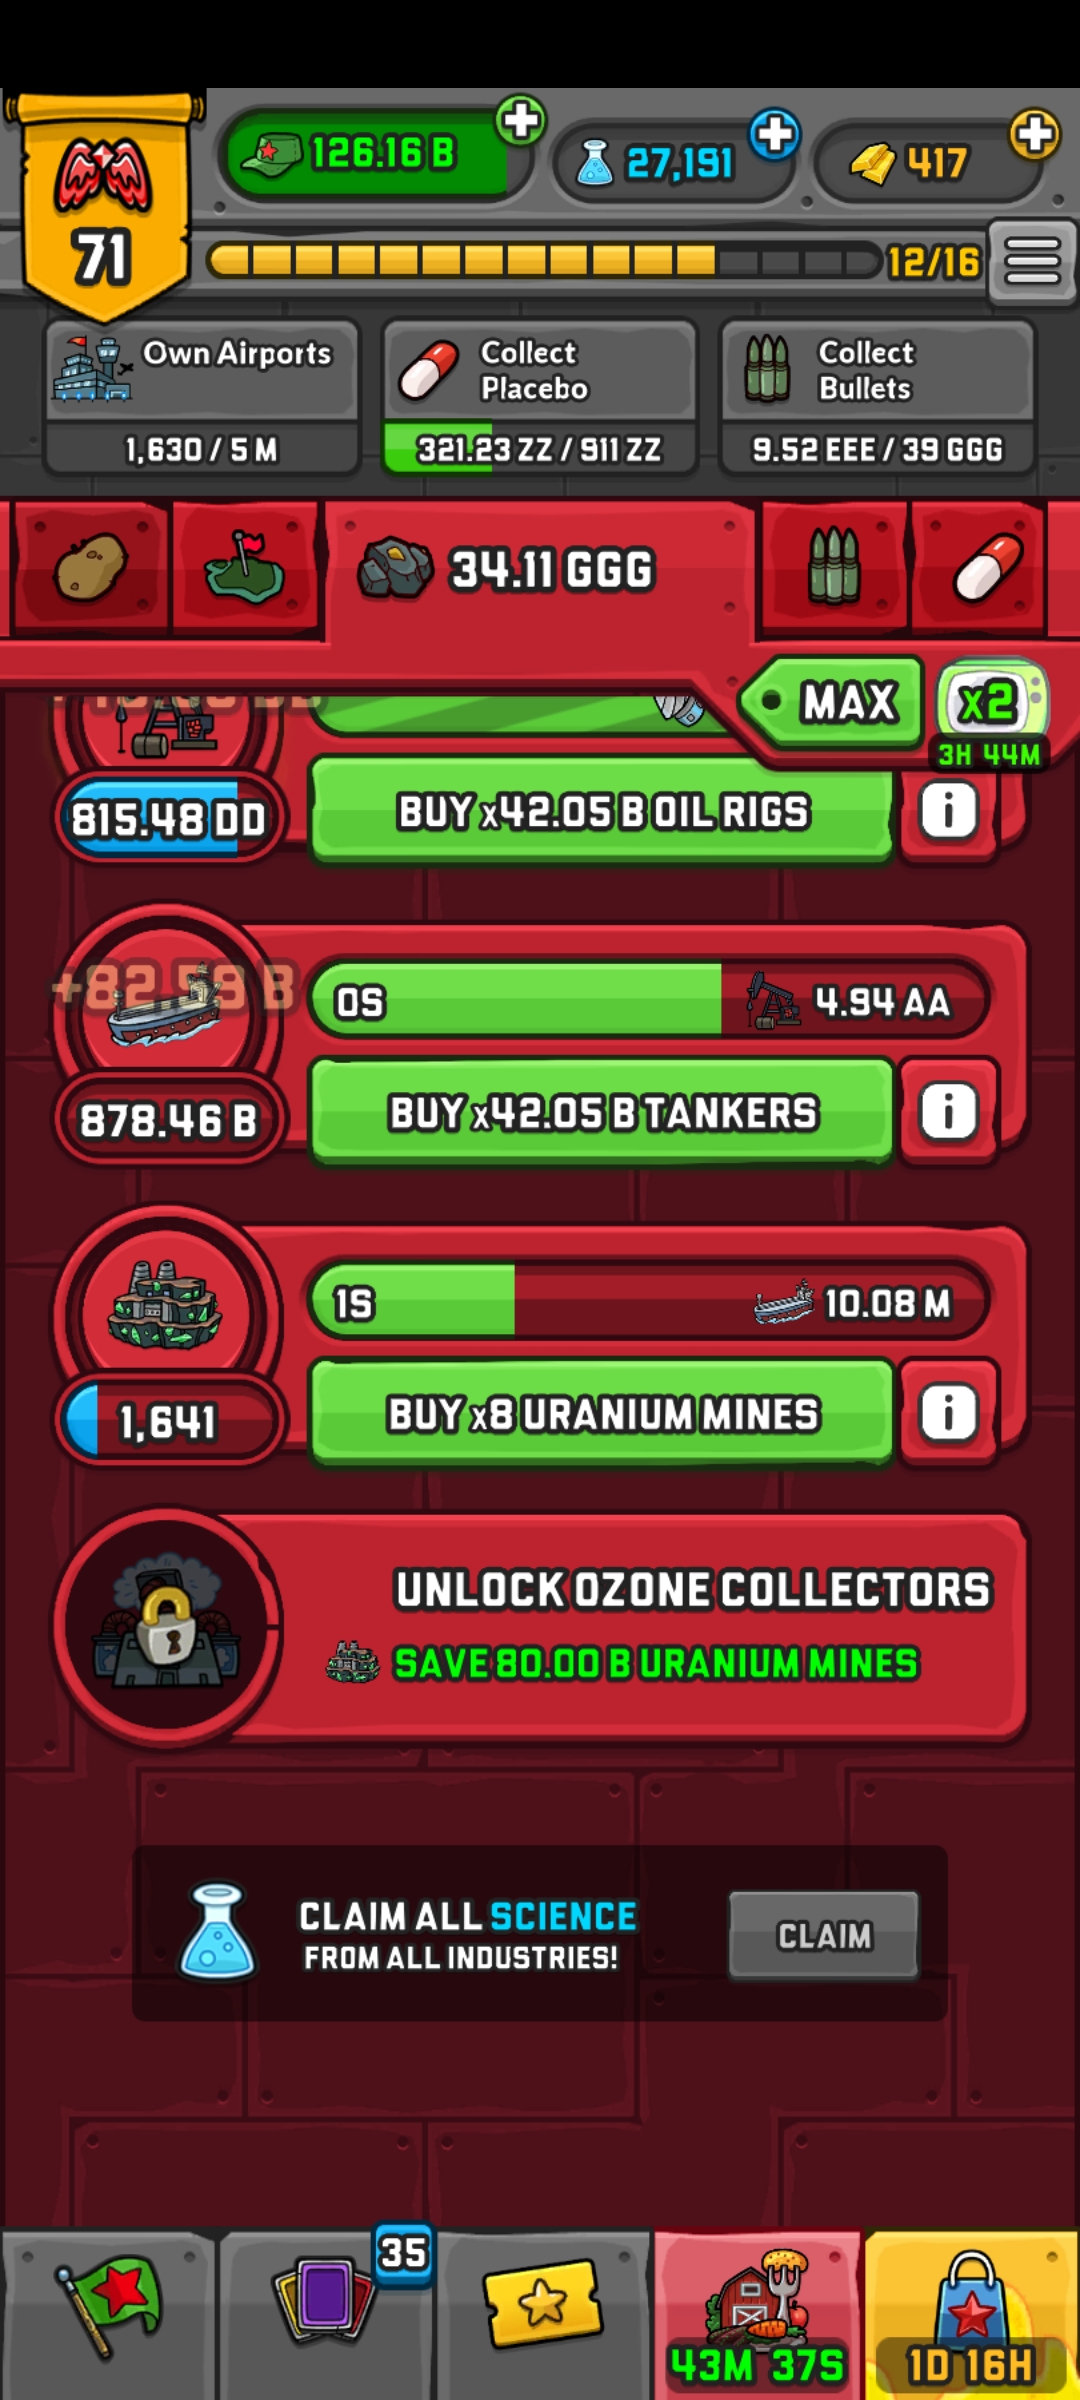 126.16 B
27,191
417
71
12/16
Own Airports
1,630 / 5 M
Collect
Placebo
321.23 ZZ / 911 ZZ
Collect
Bullets
9.52 EEE / 39 GGG
34.11 GGG
MAX
x2
3H 44M
815.48 DD
BUY x42.05 B OIL RIGS
i
+82.59 B
0S
4.94 AA
878.46 B
BUY x42.05 B TANKERS
i
1S
10.08 M
1,641
BUY x8 URANIUM MINES
i
UNLOCK OZONE COLLECTORS
SAVE 80.00 B URANIUM MINES
CLAIM ALL SCIENCE
FROM ALL INDUSTRIES!
CLAIM
35
43M 37S
1D 16H